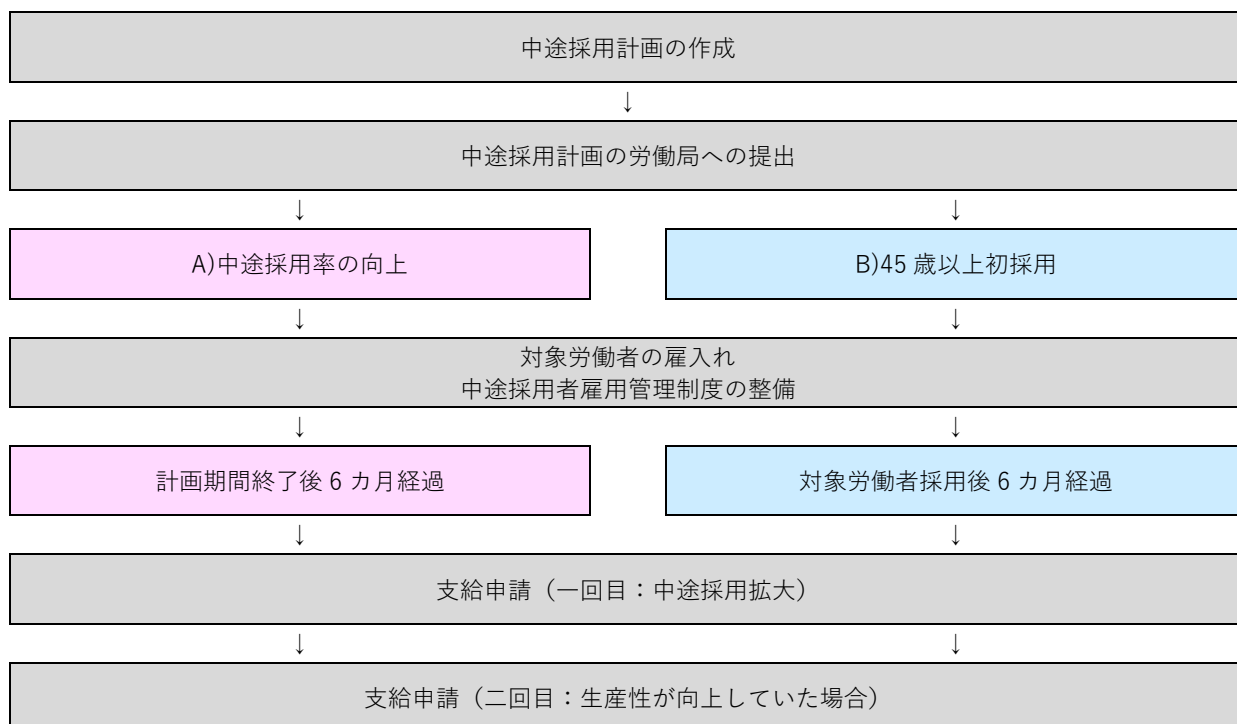 中途採用計画の作成
↓
中途採用計画の労働局への提出
↓ ↓
A)中途採用率の向上 B)45歳以上初採用
↓ ↓
対象労働者の雇入れ
中途採用者雇用管理制度の整備
↓ ↓
計画期間終了後6カ月経過 対象労働者採用後6カ月経過
↓ ↓
支給申請（一回目：中途採用拡大）
↓ ↓
支給申請（二回目：生産性が向上していた場合）